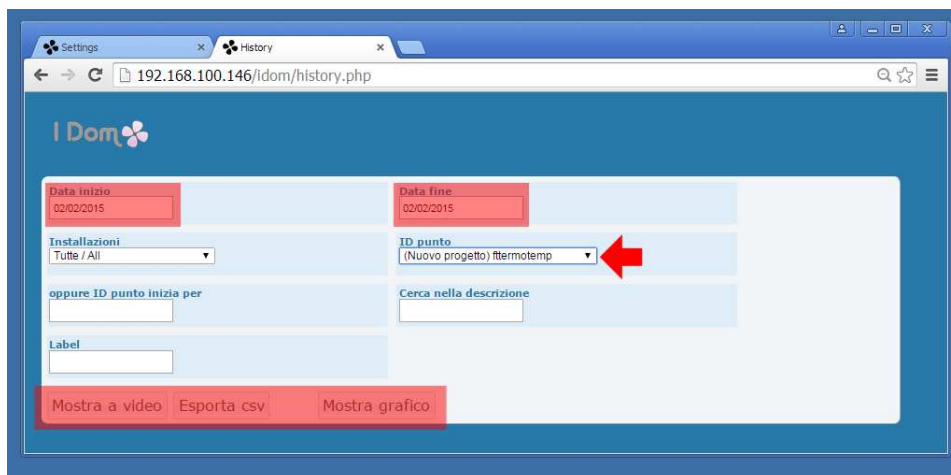 Settings
History
192.168.100.146/idom/history.php
I Dom
Data inizio
02/02/2015
Data fine
02/02/2015
Installazioni
Tutte / All
ID punto
(Nuovo progetto) fttermotemp
oppure ID punto inizia per
Cerca nella descrizione
Label
Mostra a video Esporta csv Mostra grafico